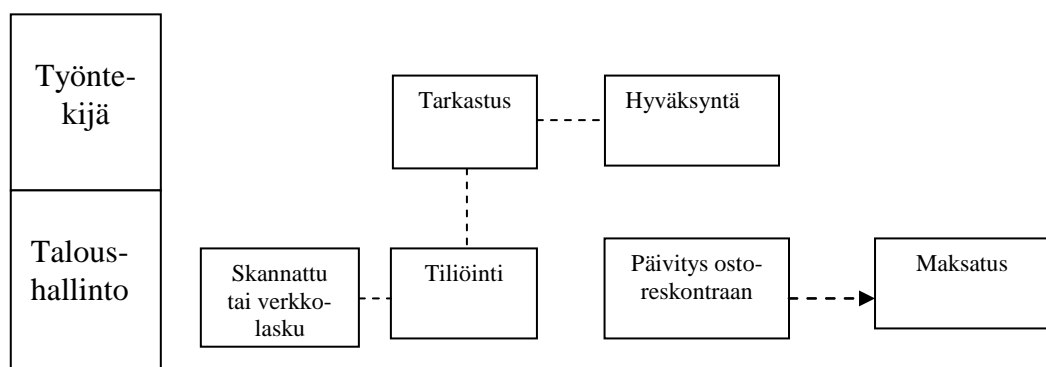 Työnte-
kijä
Tarkastus
Hyväksyntä
Talous-
hallinto
Skannattu
tai verkko-
lasku
Tiliöinti
Päivitys osto-
reskontraan
Maksatus